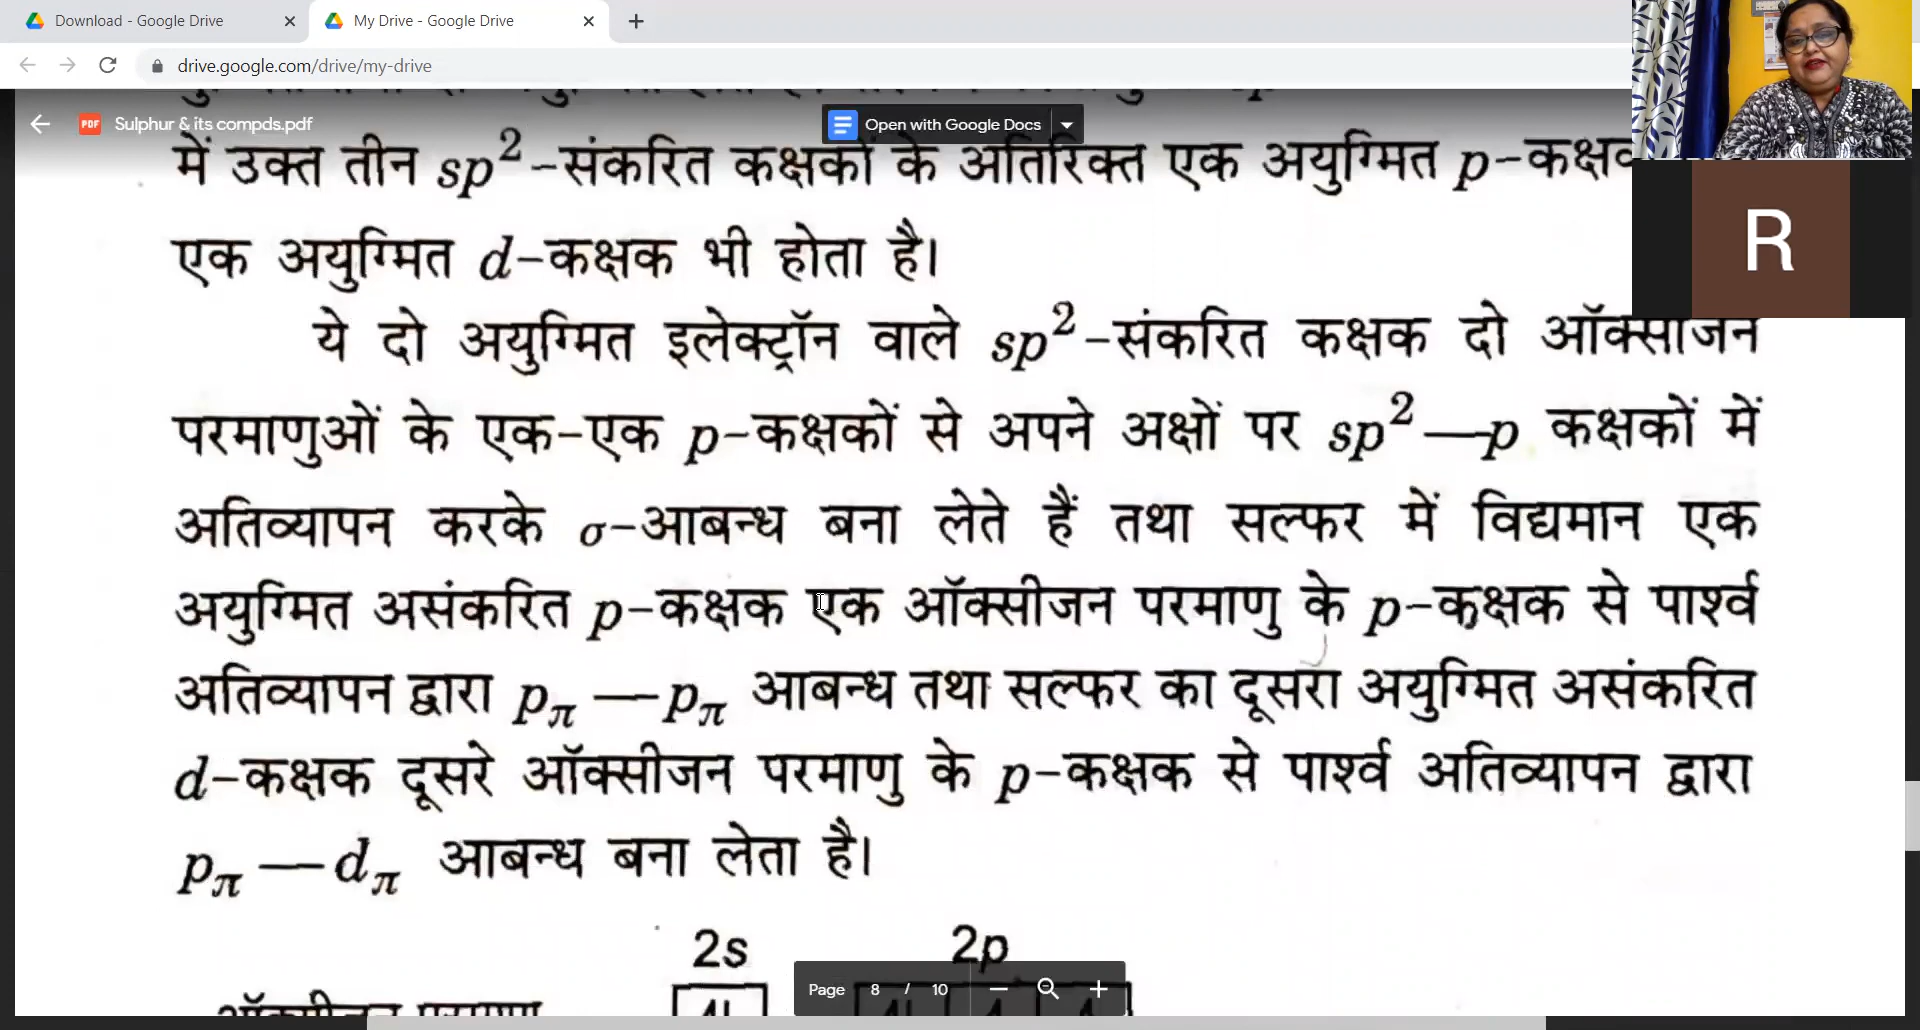 Download - Google Drive
My Drive - Google Drive
drive.google.com/drive/my-drive
PDF Sulphur & its compds.pdf
Open with Google Docs
में उक्त तीन sp²-संकरित कक्षकों के अतिरिक्त एक अयुग्मित
एक अयुग्मित d-कक्षक भी होता है।
ये दो अयुग्मित इलेक्ट्रॉन वाले sp²-संकरित कक्षक दो ऑक्सीजन
परमाणुओं के एक-एक p-कक्षकों से अपने अक्षों पर sp²—p कक्षकों में
अतिव्यापन करके σ-आबन्ध बना लेते हैं तथा सल्फर में विद्यमान एक
अयुग्मित असंकरित p-कक्षक एक ऑक्सीजन परमाणु के p-कक्षक से पार्श्व
अतिव्यापन द्वारा pπ—pπ आबन्ध तथा सल्फर का दूसरा अयुग्मित असंकरित
d-कक्षक दूसरे ऑक्सीजन परमाणु के p-कक्षक से पार्श्व अतिव्यापन द्वारा
pπ—dπ आबन्ध बना लेता है।
2s 2p
Page 8 / 10
R